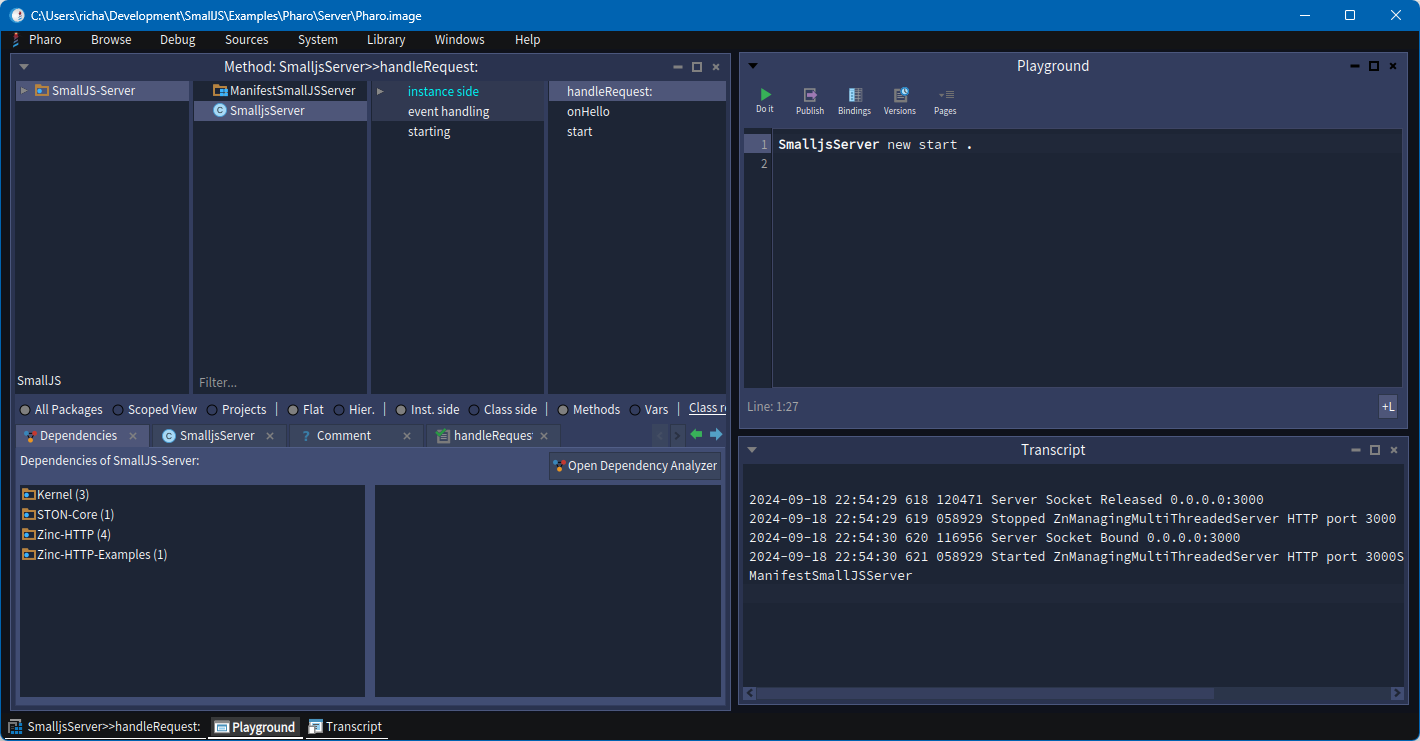 C:\Users\richa\Development\SmallJS\Examples\Pharo\Server\Pharo.image
Pharo Browse Debug Sources System Library Windows Help
Method: SmalljsServer>>handleRequest:
SmallJS-Server
SmallJS
ManifestSmallJSServer
SmalljsServer
Filter...
instance side
event handling
starting
handleRequest:
onHello
start
All Packages Scoped View Projects | Flat Hier. | Inst. side Class side | Methods Vars | Class r
Dependencies SmalljsServer ? Comment handleReques
Dependencies of SmallJS-Server:
Open Dependency Analyzer
Kernel (3)
STON-Core (1)
Zinc-HTTP (4)
Zinc-HTTP-Examples (1)
Playground
Do it Publish Bindings Versions Pages
1 SmalljsServer new start .
2
Line: 1:27
+L
Transcript
2024-09-18 22:54:29 618 120471 Server Socket Released 0.0.0.0:3000
2024-09-18 22:54:29 619 058929 Stopped ZnManagingMultiThreadedServer HTTP port 3000
2024-09-18 22:54:30 620 116956 Server Socket Bound 0.0.0.0:3000
2024-09-18 22:54:30 621 058929 Started ZnManagingMultiThreadedServer HTTP port 3000S
ManifestSmallJSServer
SmalljsServer>>handleRequest: Playground Transcript